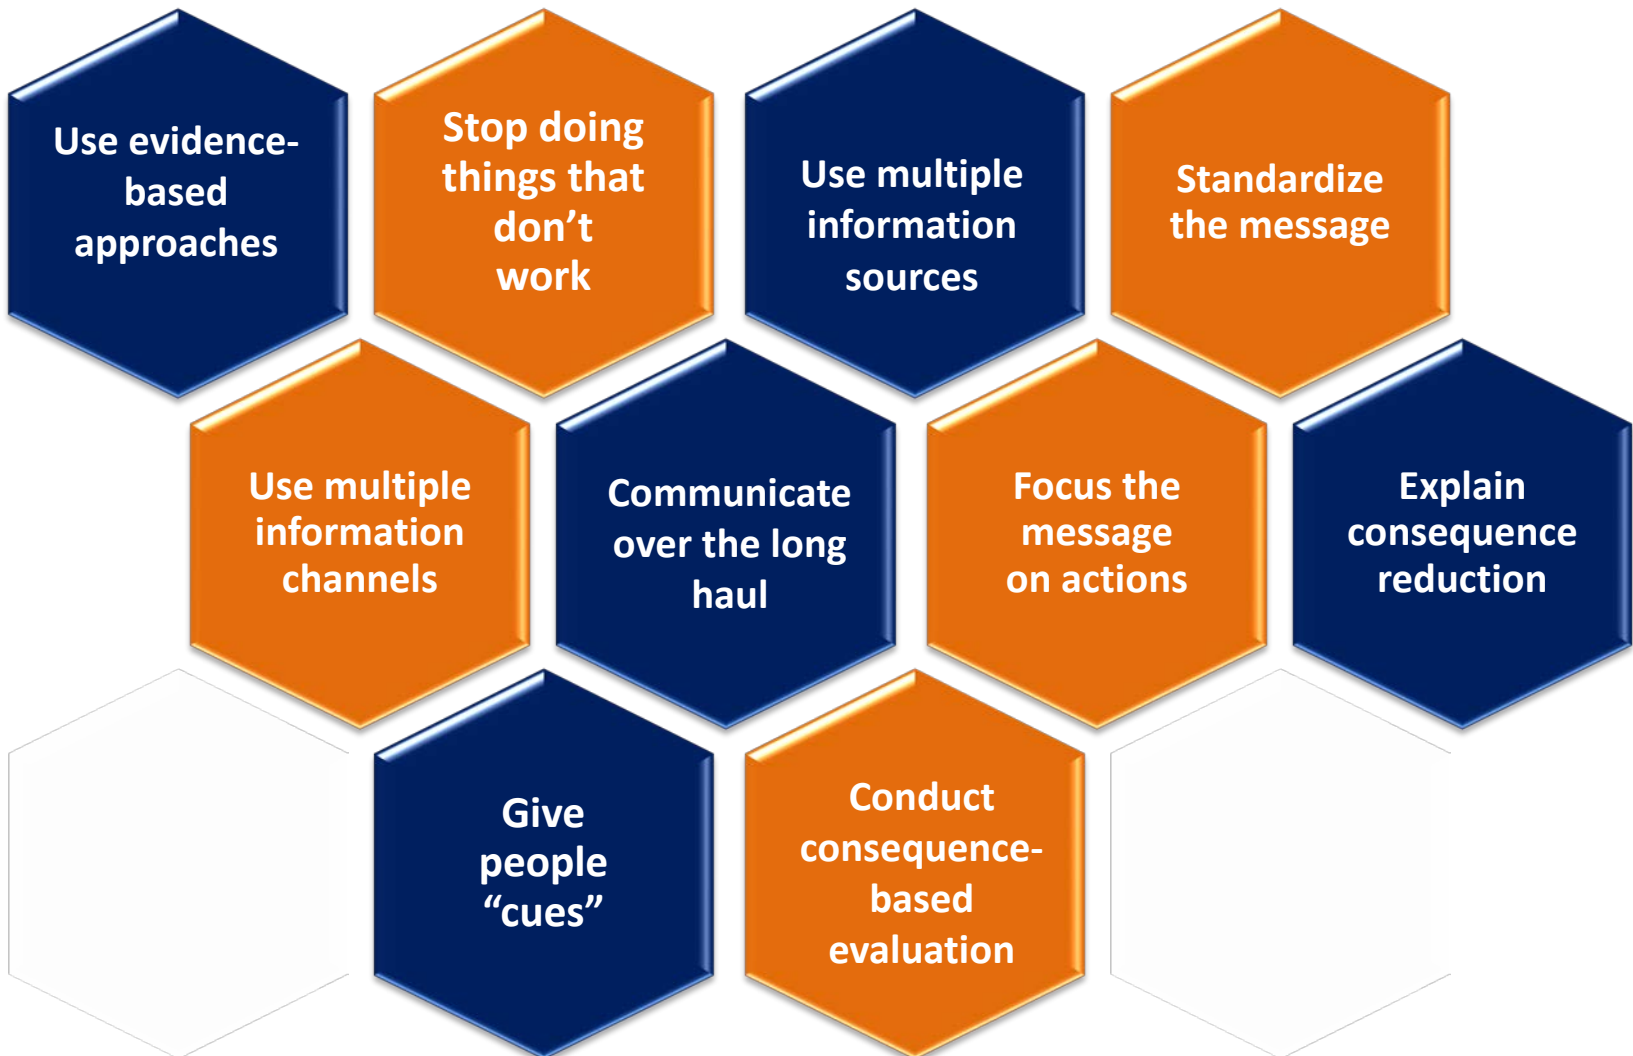 Use evidence-
based
approaches
Stop doing
things that
don’t
work
Use multiple
information
sources
Standardize
the message
Use multiple
information
channels
Communicate
over the long
haul
Focus the
message
on actions
Explain
consequence
reduction
Give
people
“cues”
Conduct
consequence-
based
evaluation